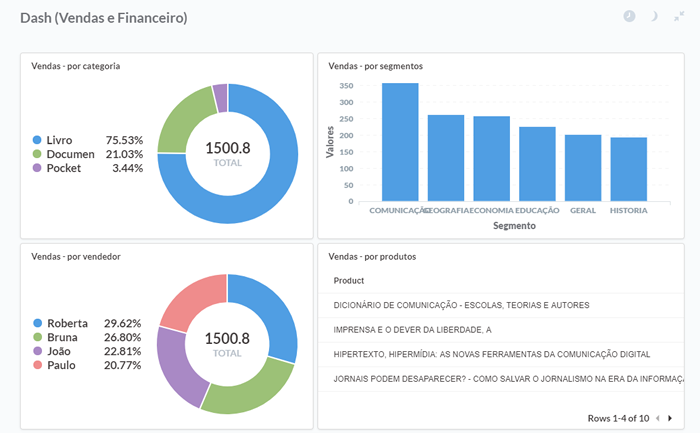 Dash (Vendas e Financeiro)
Vendas - por categoria
Livro 75.53%
Documen 21.03%
Pocket 3.44%
1500.8
TOTAL
Vendas - por segmentos
Valores
350
300
250
200
150
100
50
0
COMUNICAÇÃO GEOGRAFIA ECONOMIA EDUCAÇÃO GERAL HISTORIA
Segmento
Vendas - por vendedor
Roberta 29.62%
Bruna 26.80%
João 22.81%
Paulo 20.77%
1500.8
TOTAL
Vendas - por produtos
Product
DICIONÁRIO DE COMUNICAÇÃO - ESCOLAS, TEORIAS E AUTORES
IMPRENSA E O DEVER DA LIBERDADE, A
HIPERTEXTO, HIPERMÍDIA: AS NOVAS FERRAMENTAS DA COMUNICAÇÃO DIGITAL
JORNAIS PODEM DESAPARECER? - COMO SALVAR O JORNALISMO NA ERA DA INFORMAÇ
Rows 1-4 of 10